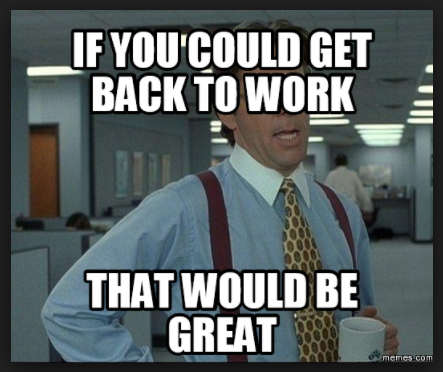 IF YOU COULD GET
BACK TO WORK
THAT WOULD BE
GREAT
memes.com